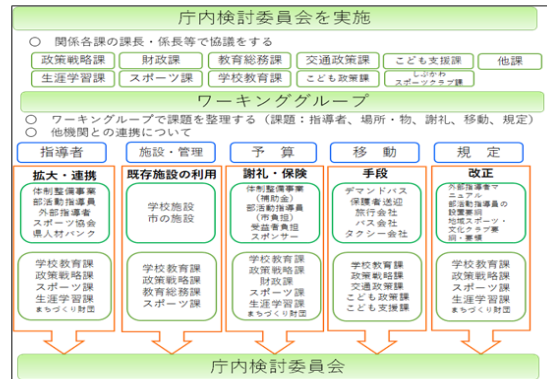 庁内検討委員会を実施
○ 関係各課の課長・係長等で協議をする
政策戦略課 財政課 教育総務課 交通政策課 こども支援課 他課
生涯学習課 スポーツ課 学校教育課 こども政策課 しぶかわ
スポーツクラブ課
ワーキンググループ
○ ワーキンググループで課題を整理する（課題：指導者、場所・物、謝礼、移動、規定）
○ 他機関との連携について
指導者
拡大・連携
体制整備事業
部活動指導員
外部指導者
スポーツ協会
県人材バンク
学校教育課
政策戦略課
スポーツ課
生涯学習課
まちづくり財団
施設・管理
既存施設の利用
学校施設
市の施設
学校教育課
政策戦略課
教育総務課
スポーツ課
予 算
謝礼・保険
体制整備事業
（補助金）
部活動指導員
（市負担）
受益者負担
スポンサー
学校教育課
政策戦略課
財政課
スポーツ課
生涯学習課
まちづくり財団
移 動
手段
デマンドバス
保護者送迎
旅行会社
バス会社
タクシー会社
学校教育課
政策戦略課
交通政策課
こども政策課
こども支援課
規 定
改正
外部指導者マ
ニュアル
部活動指導員の
設置要綱
地域スポーツ・
文化クラブ要
綱・要領
学校教育課
政策戦略課
スポーツ課
生涯学習課
まちづくり財団
庁内検討委員会